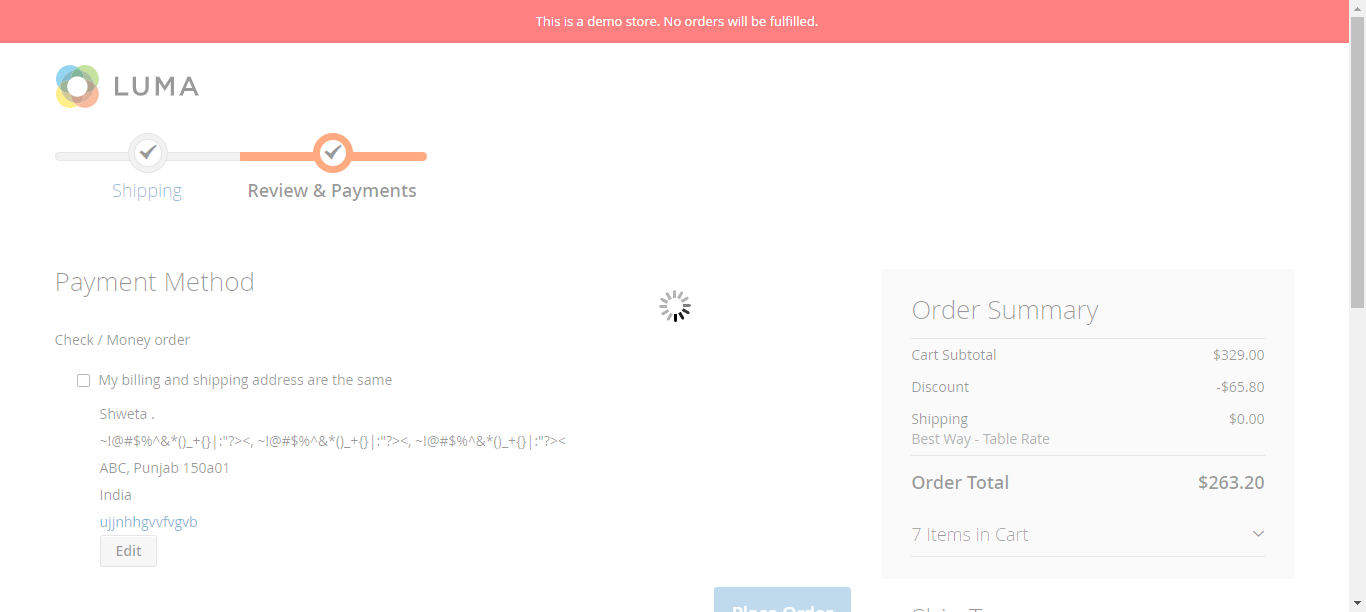 This is a demo store. No orders will be fulfilled.
LUMA
Shipping
Review & Payments
Payment Method
Check / Money order
My billing and shipping address are the same
Shweta .
~!@#$%^&*()_+{}|:"?><, ~!@#$%^&*()_+{}|:"?><, ~!@#$%^&*()_+{}|:"?><
ABC, Punjab 150a01
India
ujjnhhgvvfvgvb
Edit
Place Order
Order Summary
Cart Subtotal $329.00
Discount -$65.80
Shipping $0.00
Best Way - Table Rate
Order Total $263.20
7 Items in Cart